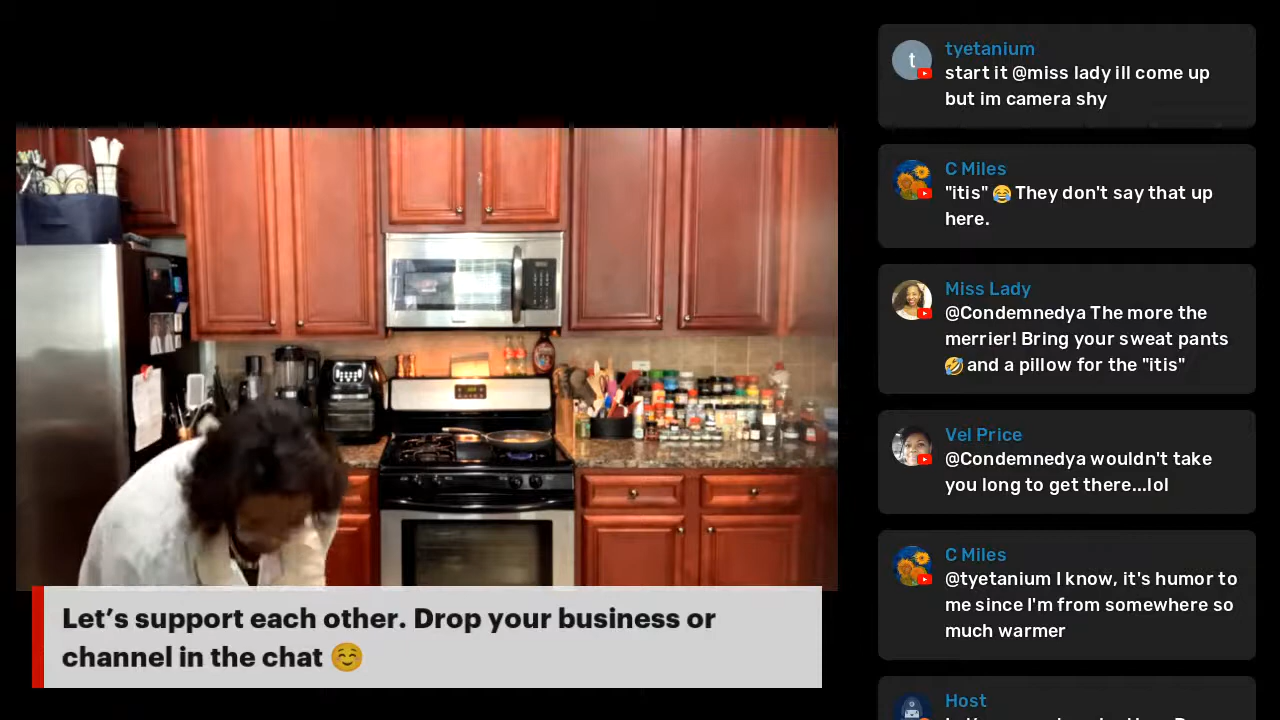 Let's support each other. Drop your business or
channel in the chat ☺️
t
tyetanium
start it @miss lady ill come up
but im camera shy
C Miles
"itis" 😂 They don't say that up
here.
Miss Lady
@Condemnedya The more the
merrier! Bring your sweat pants
🤣 and a pillow for the "itis"
Vel Price
@Condemnedya wouldn't take
you long to get there...lol
C Miles
@tyetanium I know, it's humor to
me since I'm from somewhere so
much warmer
Host